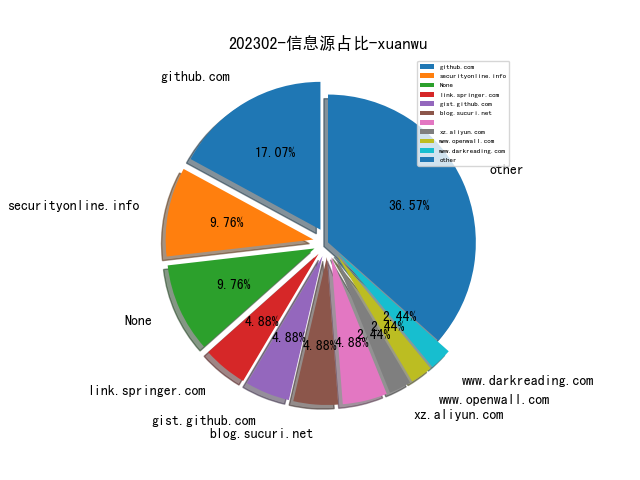 202302-信息源占比-xuanwu
github.com
17.07%
securityonline.info
9.76%
None
9.76%
link.springer.com
4.88%
gist.github.com
4.88%
blog.sucuri.net
4.88%
4.88%
xz.aliyun.com
2.44%
www.openwall.com
2.44%
www.darkreading.com
2.44%
other
36.57%
github.com
securityonline.info
None
link.springer.com
gist.github.com
blog.sucuri.net
xz.aliyun.com
www.openwall.com
www.darkreading.com
other